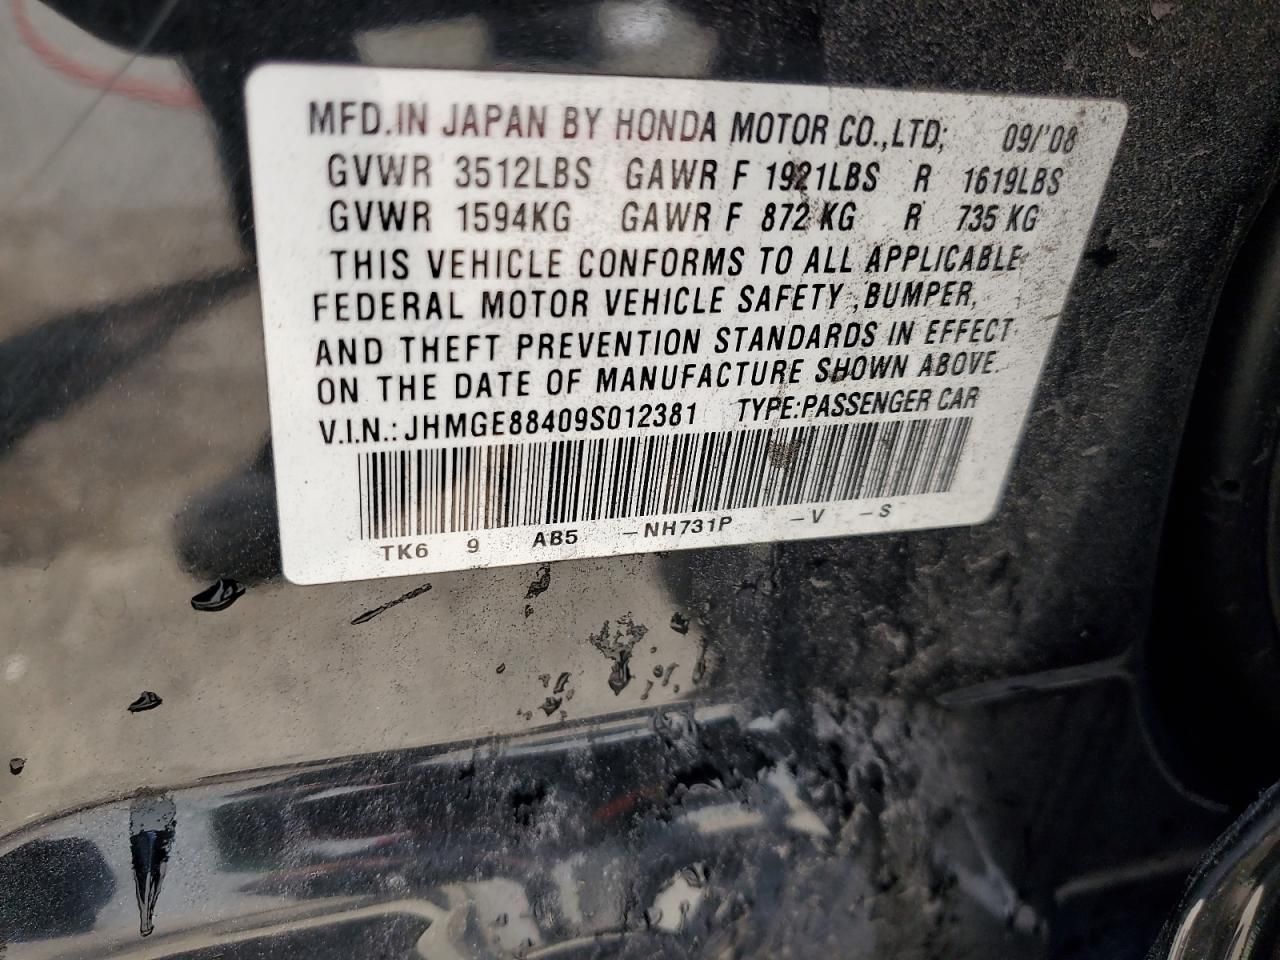 MFD.IN JAPAN BY HONDA MOTOR CO.,LTD; 09/'08
GVWR 3512LBS GAWR F 1921LBS R 1619LBS
GVWR 1594KG GAWR F 872 KG R 735 KG
THIS VEHICLE CONFORMS TO ALL APPLICABLE
FEDERAL MOTOR VEHICLE SAFETY ,BUMPER,
AND THEFT PREVENTION STANDARDS IN EFFECT
ON THE DATE OF MANUFACTURE SHOWN ABOVE.
V.I.N.: JHMGE88409S012381 TYPE:PASSENGER CAR
TK6 9 AB5 -NH731P -V -S